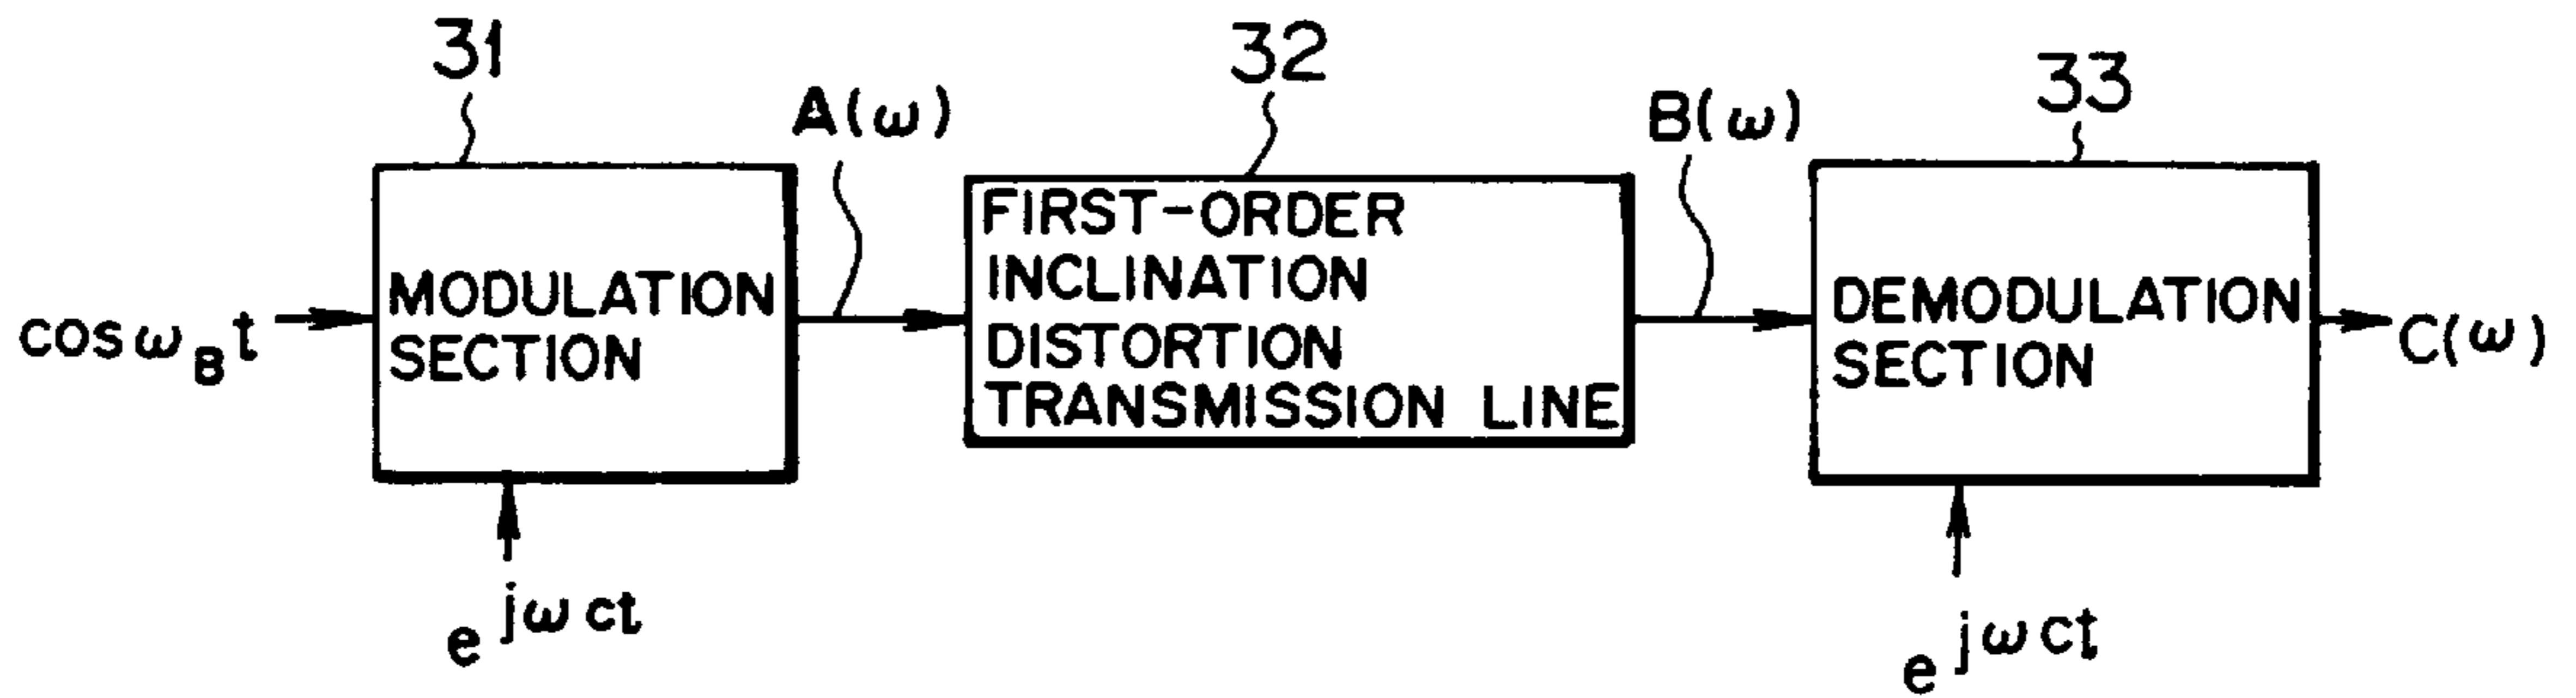 31
32
33
A(ω)
B(ω)
cos ω_B t
MODULATION
SECTION
FIRST-ORDER
INCLINATION
DISTORTION
TRANSMISSION LINE
DEMODULATION
SECTION
C(ω)
e^jωct
e^jωct